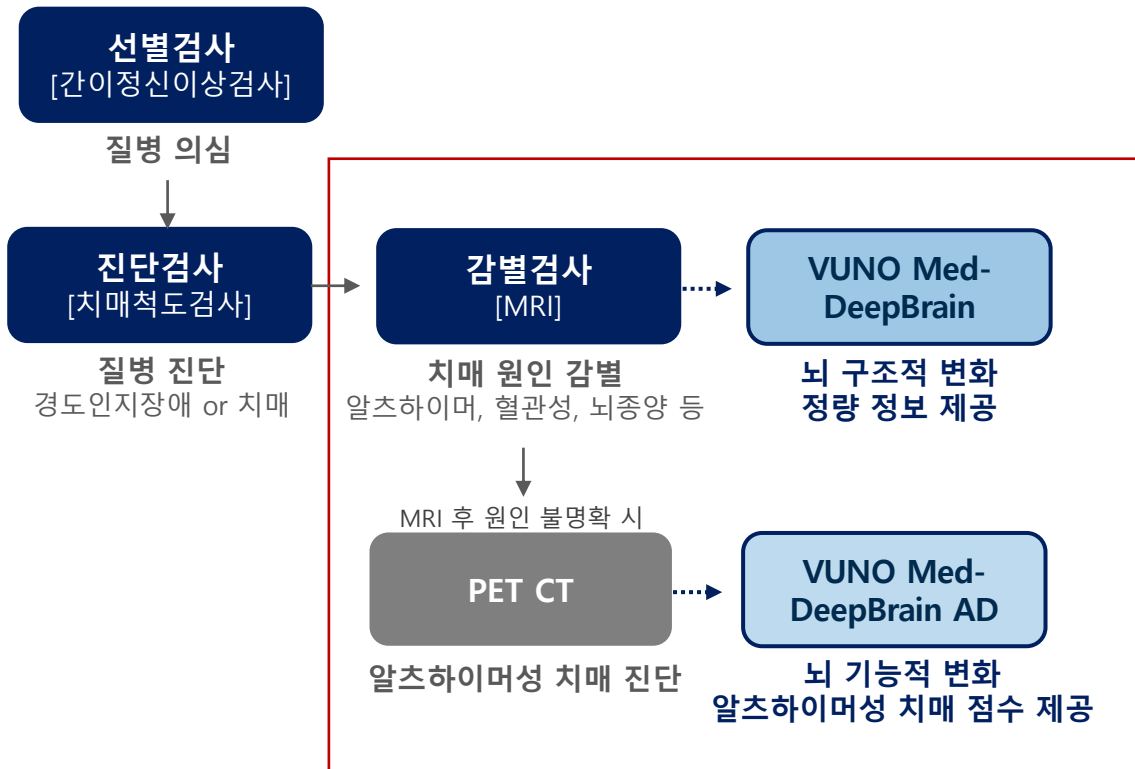 선별검사
[간이정신이상검사]
질병 의심
진단검사
[치매척도검사]
질병 진단
경도인지장애 or 치매
감별검사
[MRI]
치매 원인 감별
알츠하이머, 혈관성, 뇌종양 등
VUNO Med-
DeepBrain
뇌 구조적 변화
정량 정보 제공
MRI 후 원인 불명확 시
PET CT
알츠하이머성 치매 진단
VUNO Med-
DeepBrain AD
뇌 기능적 변화
알츠하이머성 치매 점수 제공